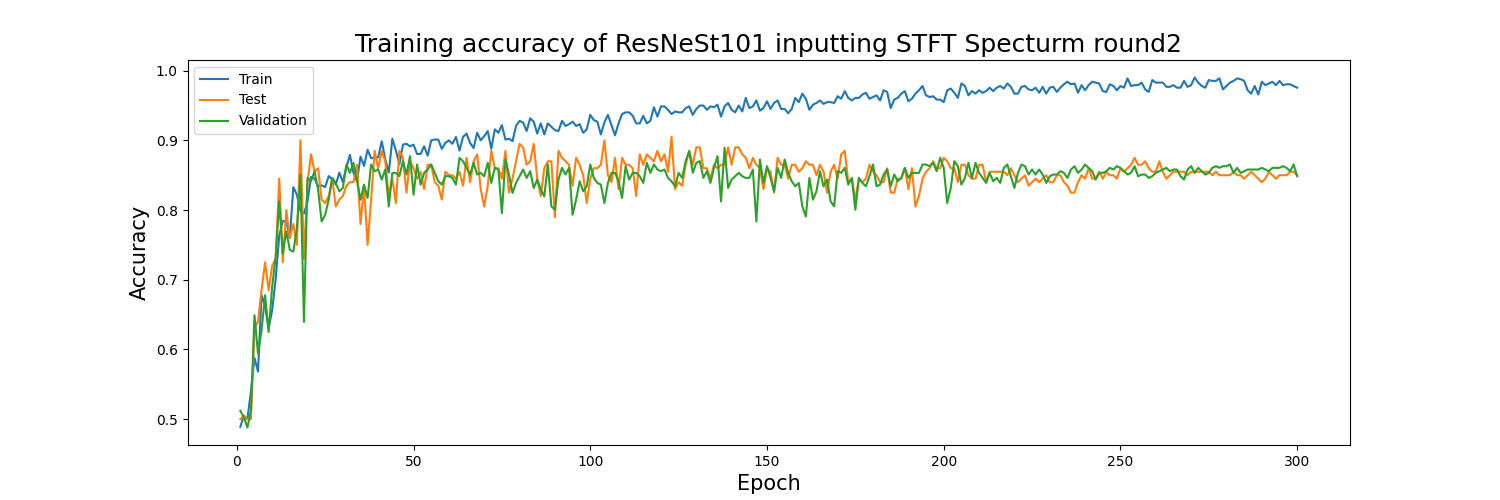 Training accuracy of ResNeSt101 inputting STFT Specturm round2
Train
Test
Validation
Accuracy
1.0
0.9
0.8
0.7
0.6
0.5
0 50 100 150 200 250 300
Epoch